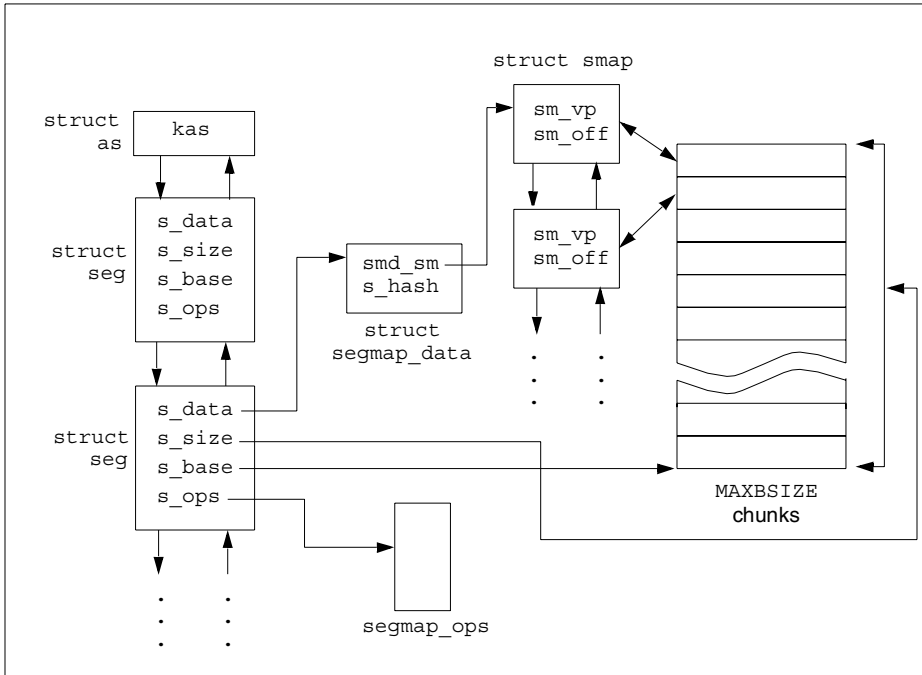 struct smap
sm_vp
sm_off
struct
as
kas
s_data
s_size
s_base
s_ops
struct
seg
sm_vp
sm_off
smd_sm
s_hash
struct
segmap_data
s_data
s_size
s_base
s_ops
struct
seg
MAXBSIZE
chunks
segmap_ops